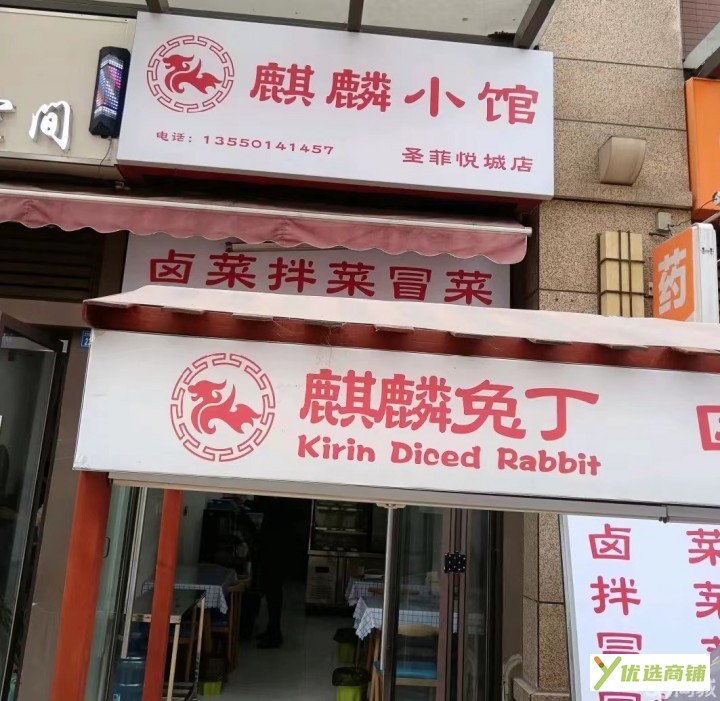 间
麒麟小馆
电话：13550141457
圣菲悦城店
卤菜拌菜冒菜
药
麒麟兔丁
Kirin Diced Rabbit
卤菜
拌菜
冒菜
优选商铺